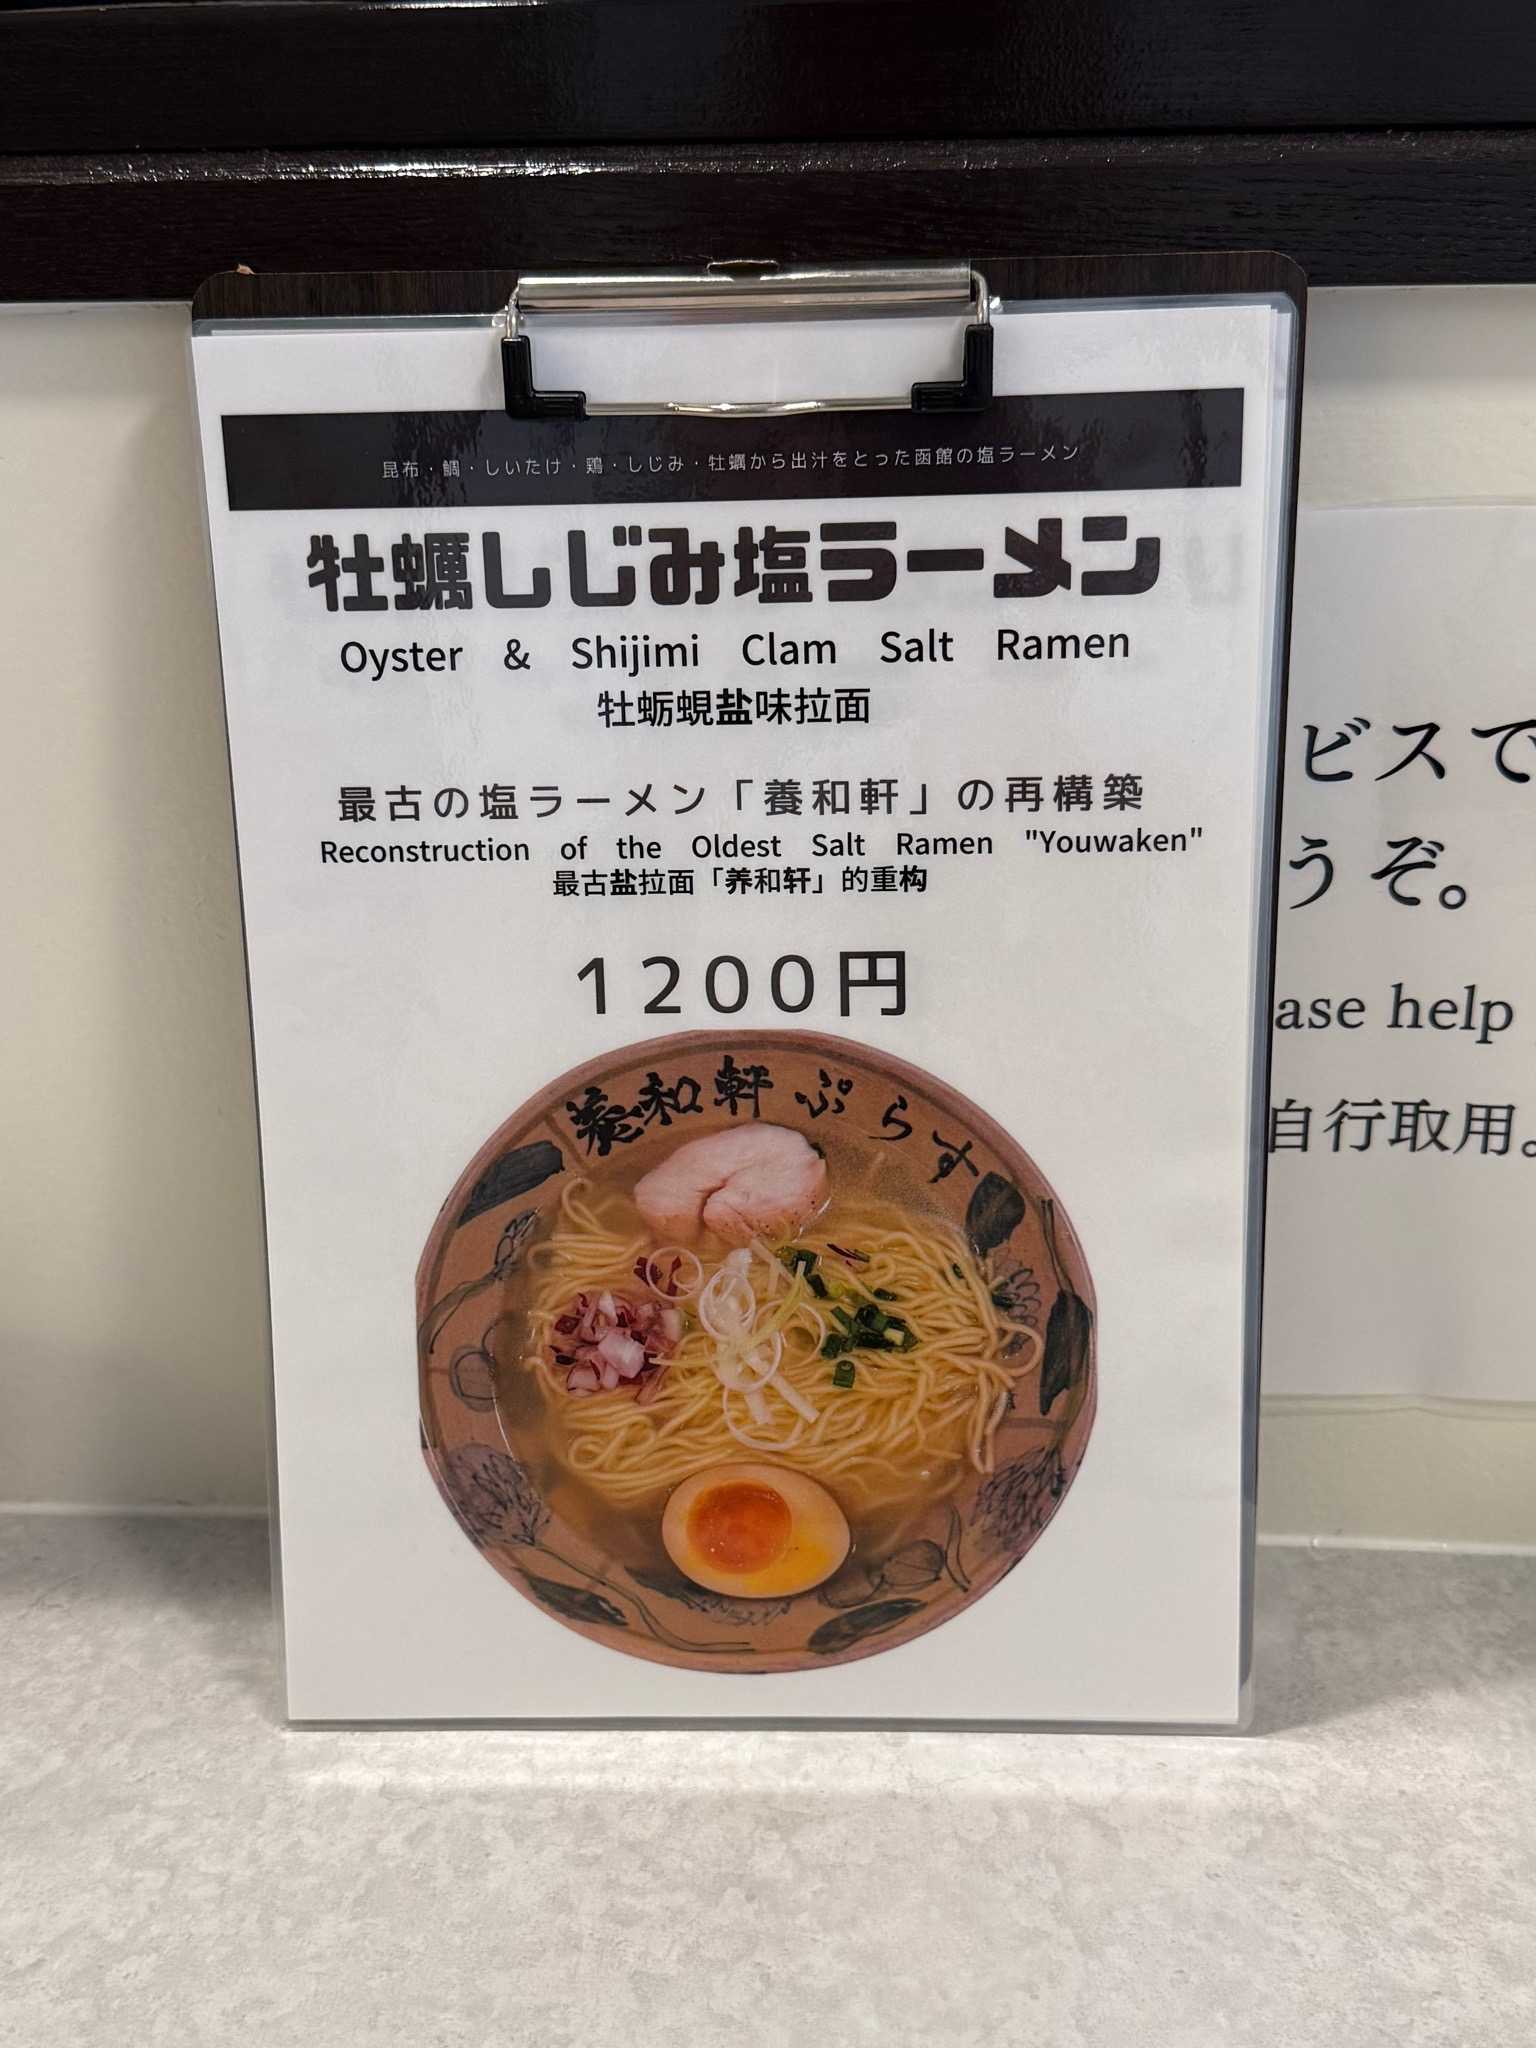 昆布・鯛・しいたけ・鶏・しじみ・牡蠣から出汁をとった函館の塩ラーメン
牡蠣しじみ塩ラーメン
Oyster & Shijimi Clam Salt Ramen
牡蛎蚬盐味拉面
最古の塩ラーメン「養和軒」の再構築
Reconstruction of the Oldest Salt Ramen "Youwaken"
最古盐拉面「养和轩」的重构
1200円
養和軒ぷらす
ビスで
うぞ。
ase help
自行取用。